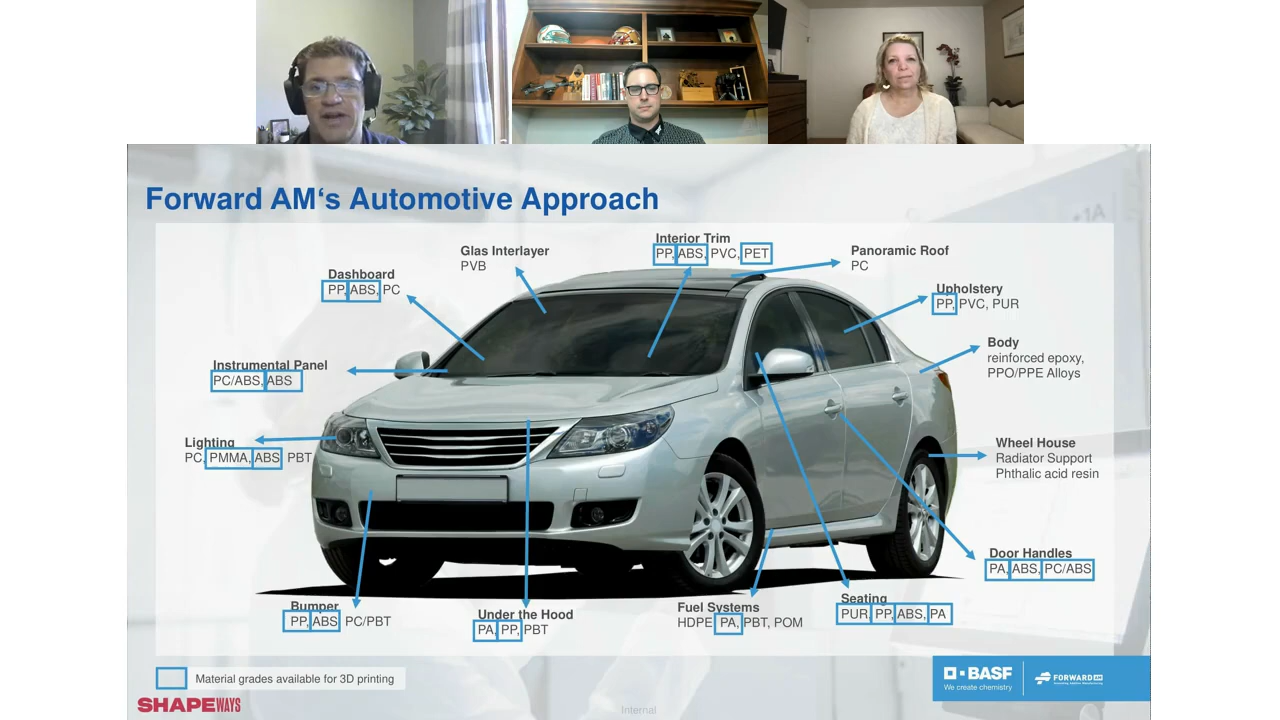 Forward AM‘s Automotive Approach
Interior Trim
PP, ABS, PVC, PET
Glas Interlayer
PVB
Panoramic Roof
PC
Dashboard
PP, ABS, PC
Upholstery
PP, PVC, PUR
Body
reinforced epoxy,
PPO/PPE Alloys
Instrumental Panel
PC/ABS, ABS
Lighting
PC, PMMA, ABS, PBT
Wheel House
Radiator Support
Phthalic acid resin
Door Handles
PA, ABS, PC/ABS
Bumper
PP, ABS, PC/PBT
Under the Hood
PA, PP, PBT
Fuel Systems
HDPE, PA, PBT, POM
Seating
PUR, PP, ABS, PA
Material grades available for 3D printing
BASF
We create chemistry
FORWARD AM
SHAPEWAYS
Internal
1A